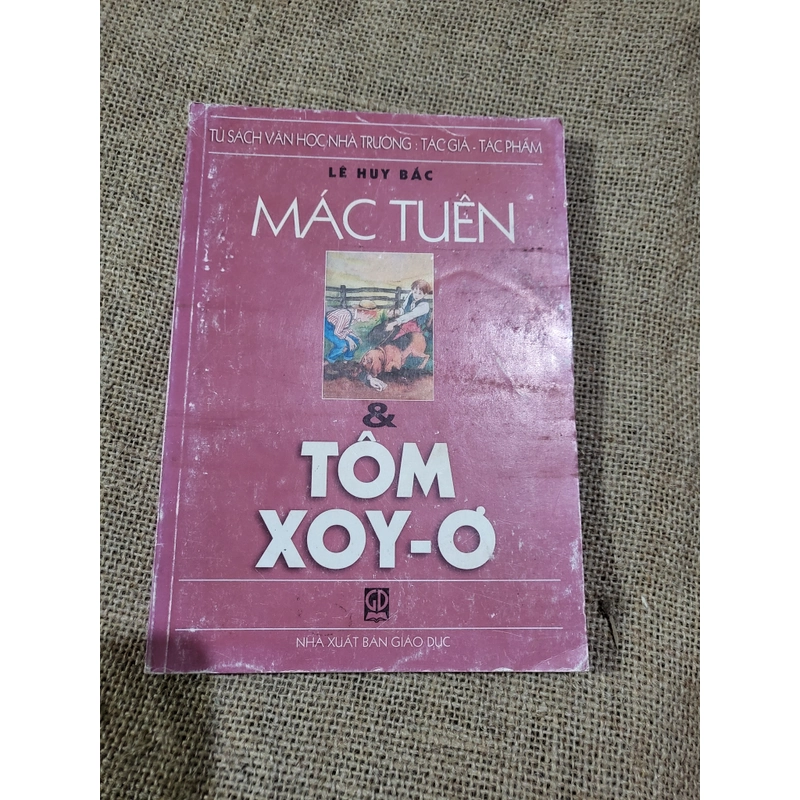 TỦ SÁCH VĂN HỌC NHÀ TRƯỜNG : TÁC GIẢ - TÁC PHẨM
LÊ HUY BẮC
MÁC TUÊN
&
TÔM
XOY-Ơ
GD
NHÀ XUẤT BẢN GIÁO DỤC